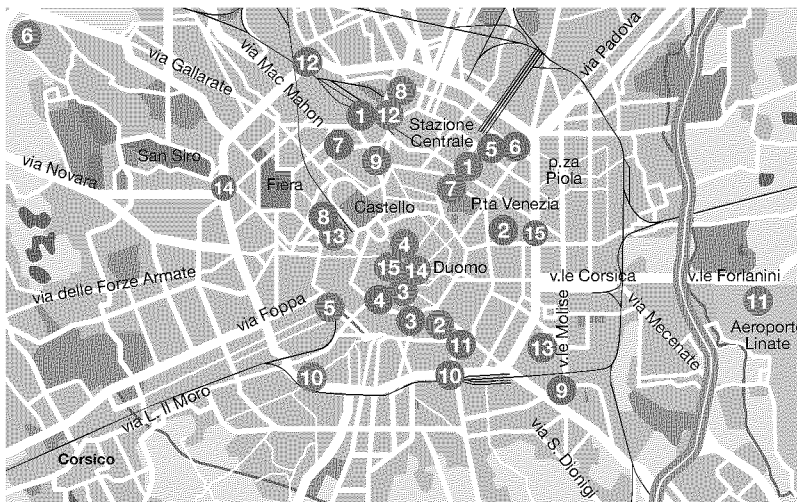 6
via Gallarate
via Mac Mahon
12
via Padova
8
1
12
Stazione
Centrale
7
9
5
6
1
San Siro
via Novara
14
Fiera
p.za
Piola
7
Castello
P.ta Venezia
8
13
2
15
4
15
14
Duomo
v.le Corsica
v.le Forlanini
via delle Forze Armate
via Foppa
4
3
5
3
2
11
v.le Molise
via Mecenate
11
Aeroporto
Linate
13
10
10
9
via L. Il Moro
via S. Dionigi
Corsico